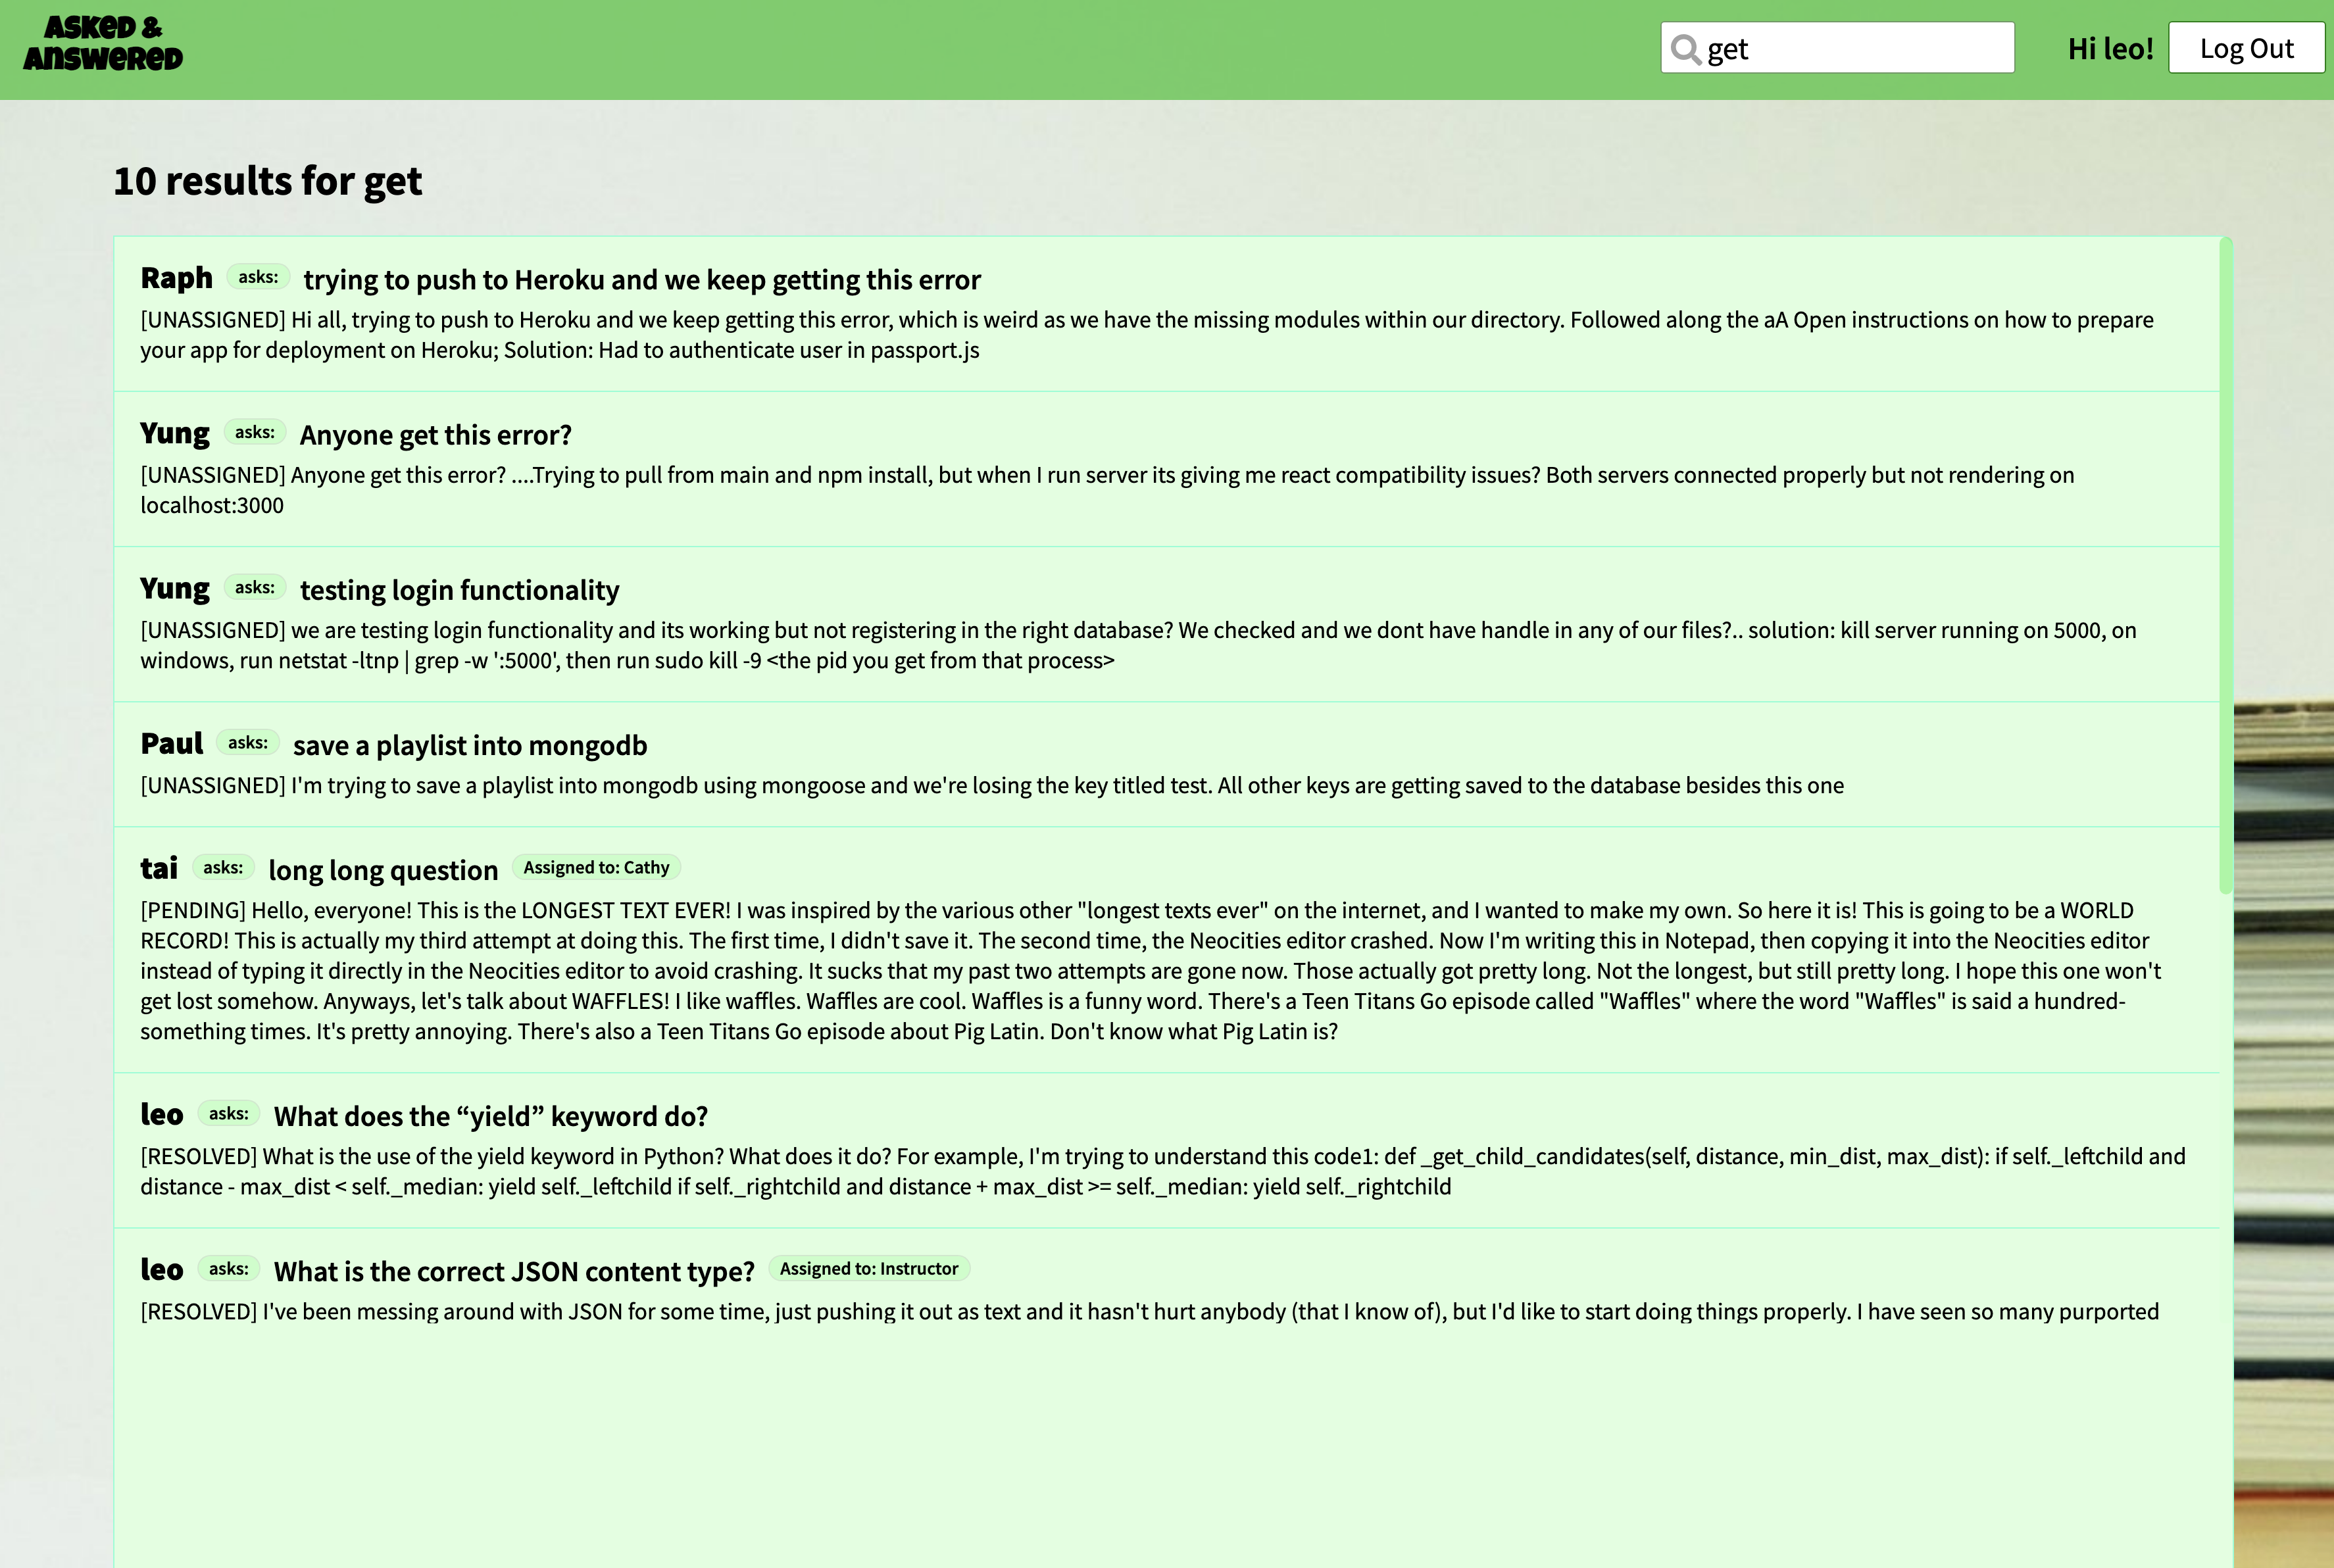 ASKED &
ANSWERED
get
Hi leo!
Log Out
10 results for get
Raph asks: trying to push to Heroku and we keep getting this error
[UNASSIGNED] Hi all, trying to push to Heroku and we keep getting this error, which is weird as we have the missing modules within our directory. Followed along the aA Open instructions on how to prepare
your app for deployment on Heroku; Solution: Had to authenticate user in passport.js
Yung asks: Anyone get this error?
[UNASSIGNED] Anyone get this error? ....Trying to pull from main and npm install, but when I run server its giving me react compatibility issues? Both servers connected properly but not rendering on
localhost:3000
Yung asks: testing login functionality
[UNASSIGNED] we are testing login functionality and its working but not registering in the right database? We checked and we dont have handle in any of our files?.. solution: kill server running on 5000, on
windows, run netstat -ltnp | grep -w ':5000', then run sudo kill -9 <the pid you get from that process>
Paul asks: save a playlist into mongodb
[UNASSIGNED] I'm trying to save a playlist into mongodb using mongoose and we're losing the key titled test. All other keys are getting saved to the database besides this one
tai asks: long long question Assigned to: Cathy
[PENDING] Hello, everyone! This is the LONGEST TEXT EVER! I was inspired by the various other "longest texts ever" on the internet, and I wanted to make my own. So here it is! This is going to be a WORLD
RECORD! This is actually my third attempt at doing this. The first time, I didn't save it. The second time, the Neocities editor crashed. Now I'm writing this in Notepad, then copying it into the Neocities editor
instead of typing it directly in the Neocities editor to avoid crashing. It sucks that my past two attempts are gone now. Those actually got pretty long. Not the longest, but still pretty long. I hope this one won't
get lost somehow. Anyways, let's talk about WAFFLES! I like waffles. Waffles are cool. Waffles is a funny word. There's a Teen Titans Go episode called "Waffles" where the word "Waffles" is said a hundred-
something times. It's pretty annoying. There's also a Teen Titans Go episode about Pig Latin. Don't know what Pig Latin is?
leo asks: What does the “yield” keyword do?
[RESOLVED] What is the use of the yield keyword in Python? What does it do? For example, I'm trying to understand this code1: def _get_child_candidates(self, distance, min_dist, max_dist): if self._leftchild and
distance - max_dist < self._median: yield self._leftchild if self._rightchild and distance + max_dist >= self._median: yield self._rightchild
leo asks: What is the correct JSON content type? Assigned to: Instructor
[RESOLVED] I've been messing around with JSON for some time, just pushing it out as text and it hasn't hurt anybody (that I know of), but I'd like to start doing things properly. I have seen so many purported